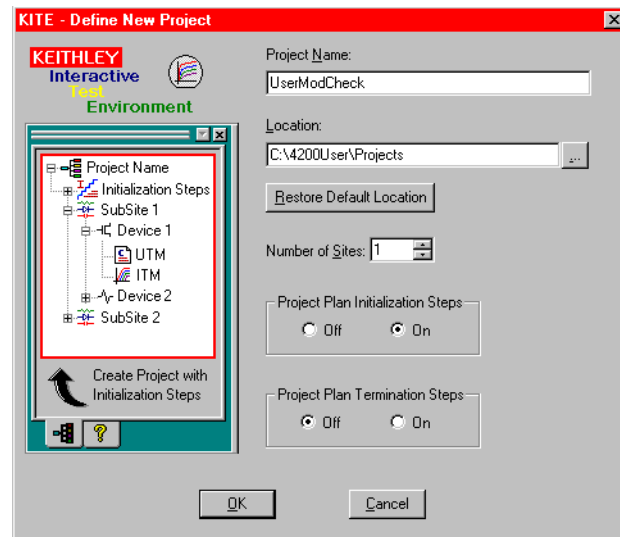 KITE - Define New Project
KEITHLEY
Interactive
Test
Environment
Project Name
Initialization Steps
SubSite 1
Device 1
UTM
ITM
Device 2
SubSite 2
Create Project with
Initialization Steps
Project Name:
UserModCheck
Location:
C:\4200User\Projects
...
Restore Default Location
Number of Sites: 1
Project Plan Initialization Steps
Off On
Project Plan Termination Steps
Off On
OK Cancel